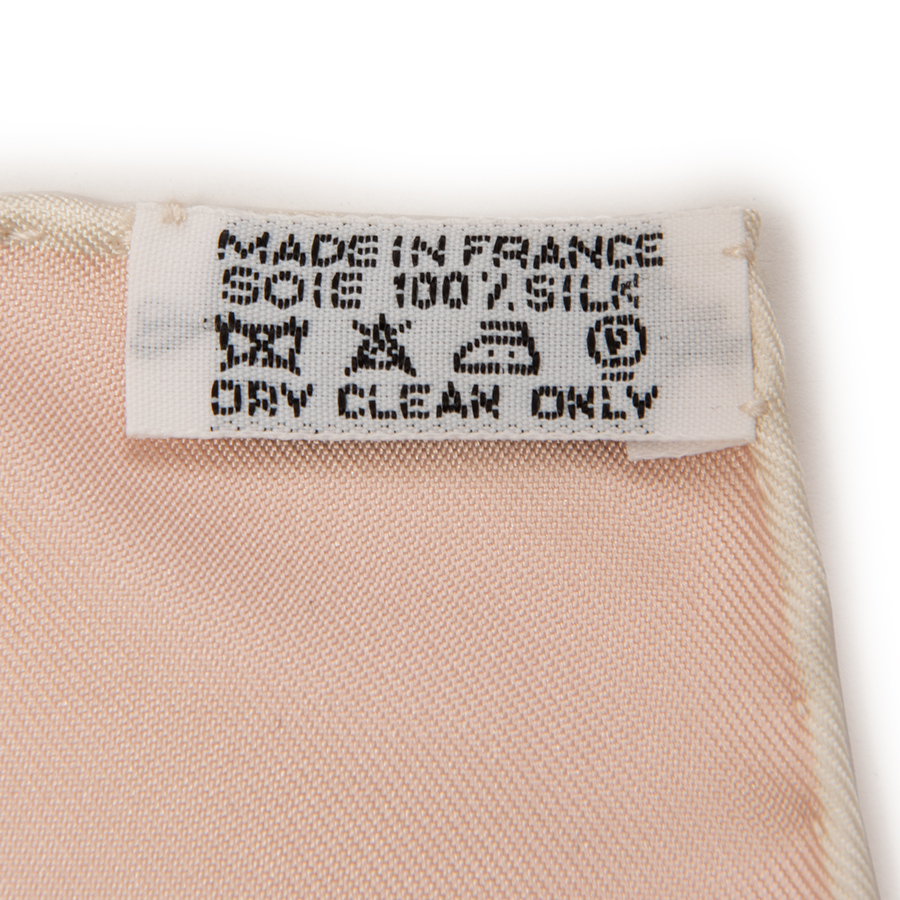 MADE IN FRANCE
SOIE 100% SILK
P
DRY CLEAN ONLY